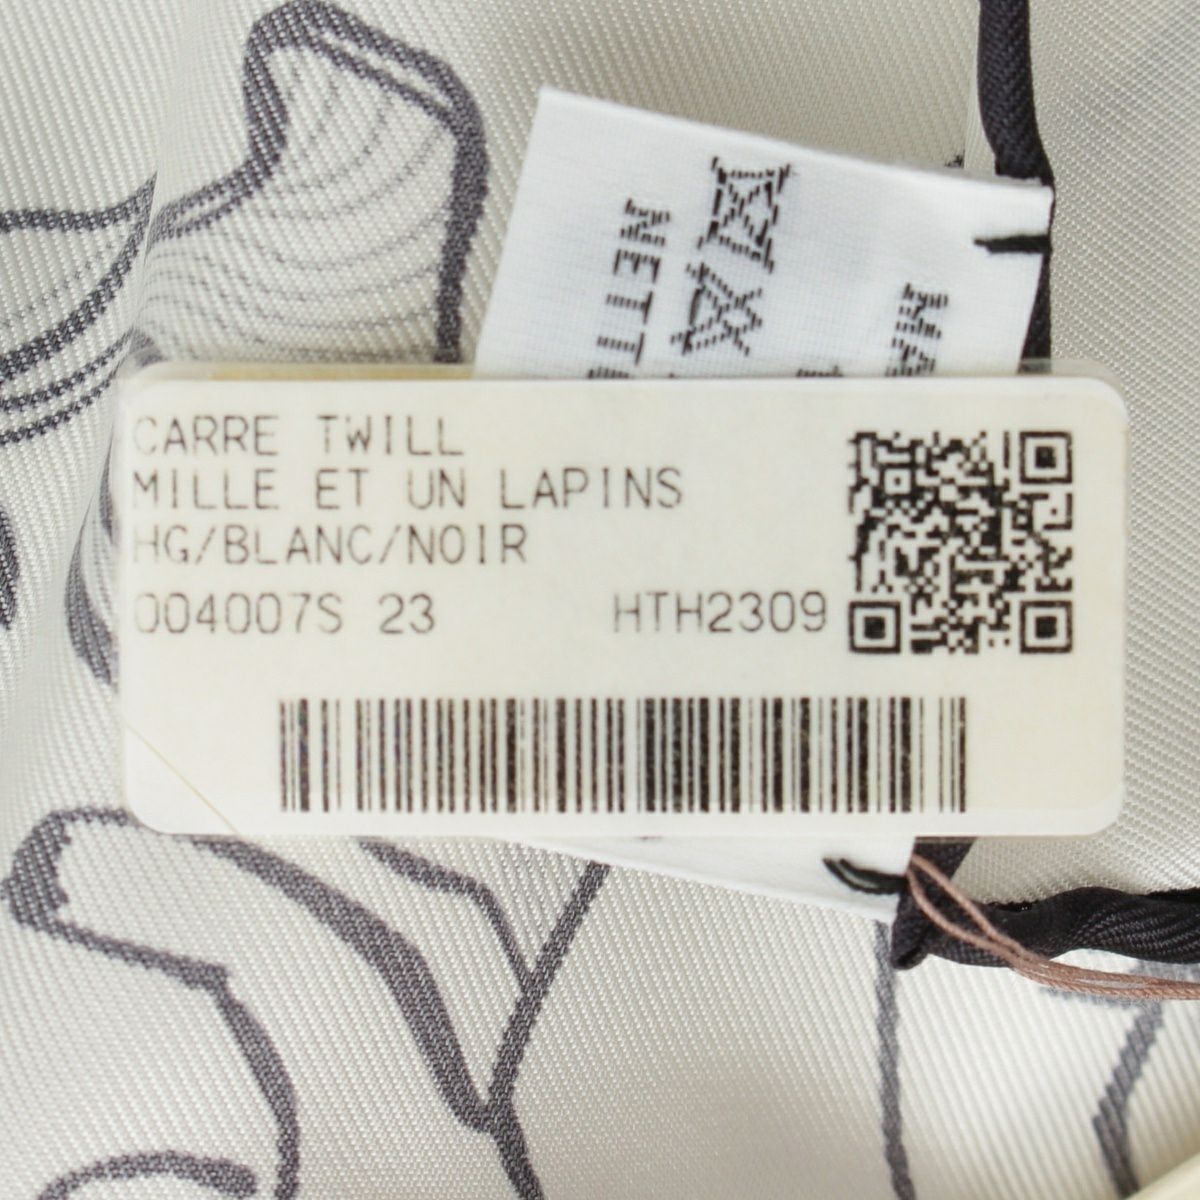 CARRE TWILL
MILLE ET UN LAPINS
HG/BLANC/NOIR
004007S 23 HTH2309